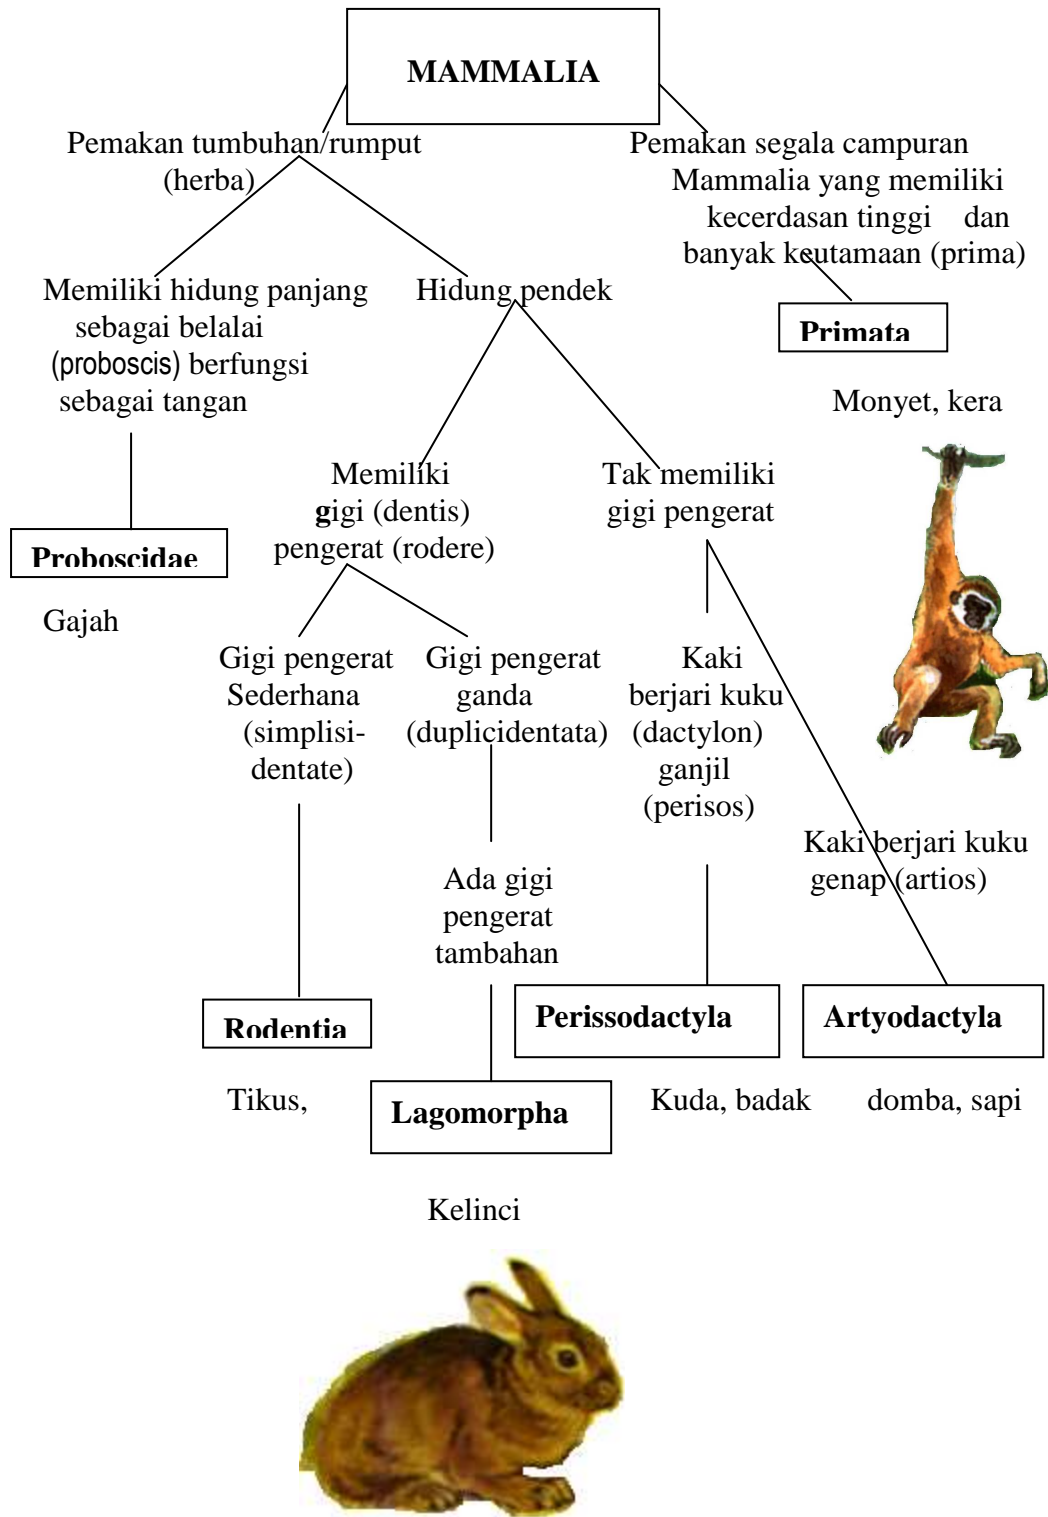 MAMMALIA
Pemakan tumbuhan/rumput
(herba)
Pemakan segala campuran
Mammalia yang memiliki
kecerdasan tinggi dan
banyak keutamaan (prima)
Memiliki hidung panjang
sebagai belalai
(proboscis) berfungsi
sebagai tangan
Hidung pendek
Primata
Monyet, kera
Memiliki
gigi (dentis)
pengerat (rodere)
Tak memiliki
gigi pengerat
Proboscidae
Gajah
Gigi pengerat
Sederhana
(simplisi-
dentate)
Gigi pengerat
ganda
(duplicidentata)
Kaki
berjari kuku
(dactylon)
ganjil
(perisos)
Kaki berjari kuku
genap (artios)
Ada gigi
pengerat
tambahan
Rodentia
Perissodactyla
Artyodactyla
Tikus,
Lagomorpha
Kuda, badak
domba, sapi
Kelinci